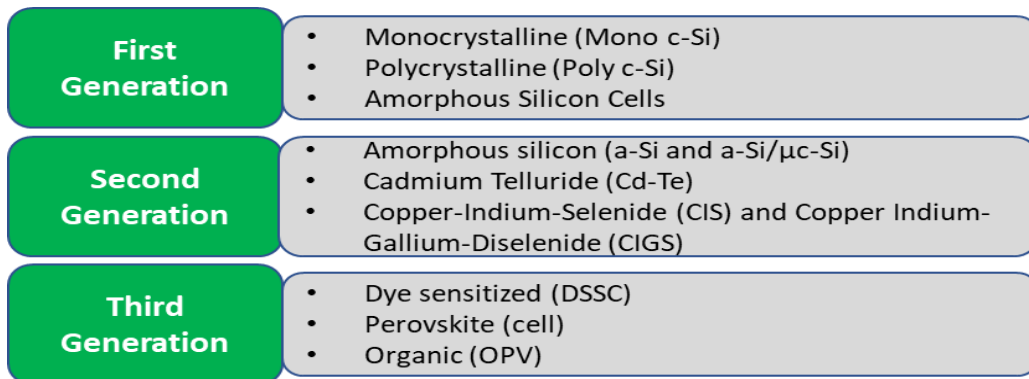 First
Generation
• Monocrystalline (Mono c-Si)
• Polycrystalline (Poly c-Si)
• Amorphous Silicon Cells
Second
Generation
• Amorphous silicon (a-Si and a-Si/μc-Si)
• Cadmium Telluride (Cd-Te)
• Copper-Indium-Selenide (CIS) and Copper Indium-
Gallium-Diselenide (CIGS)
Third
Generation
• Dye sensitized (DSSC)
• Perovskite (cell)
• Organic (OPV)